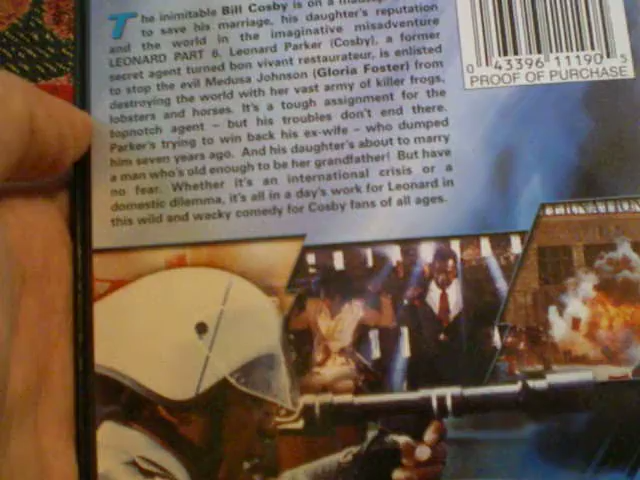 The inimitable Bill Cosby is on a
to save his marriage, his daughter's reputation
and the world in the imaginative misadventure
LEONARD PART 6. Leonard Parker (Cosby), a former
secret agent turned bon vivant restaurateur, is enlisted
to stop the evil Medusa Johnson (Gloria Foster) from
destroying the world with her vast army of killer frogs,
lobsters and horses. It's a tough assignment for the
topnotch agent – but his troubles don't end there.
Parker's trying to win back his ex-wife – who dumped
him seven years ago. And his daughter's about to marry
a man who's old enough to be her grandfather! But have
no fear. Whether it's an international crisis or a
domestic dilemma, it's all in a day's work for Leonard in
this wild and wacky comedy for Cosby fans of all ages.
0 43396 11190 5
PROOF OF PURCHASE